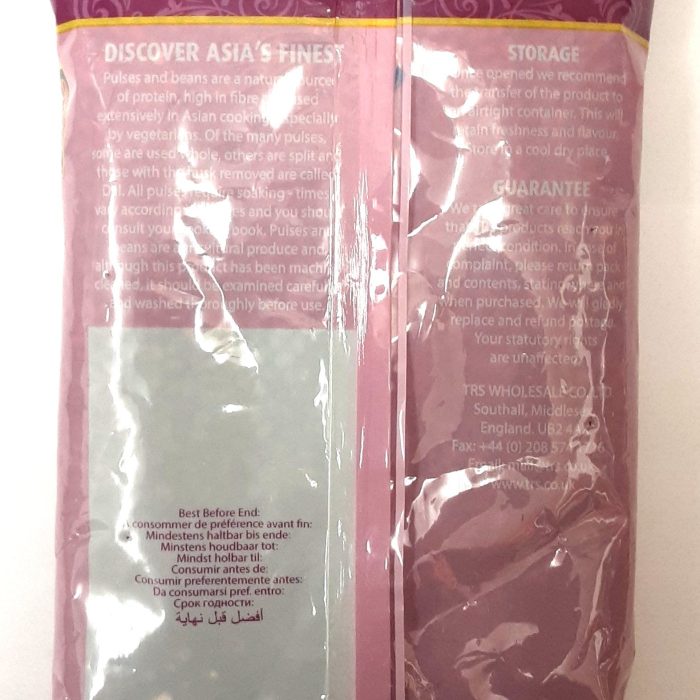 DISCOVER ASIA'S FINEST
Pulses and beans are a natural source
of protein, high in fibre used
extensively in Asian cooking especially
by vegetarians. Of the many pulses,
some are used whole, others are split and
those with the husk removed are called
Dal. All pulses require soaking - times
vary according and you should
consult your book. Pulses and
beans are agricultural produce and,
although this product has been machine
cleaned, it should be examined carefully
and washed thoroughly before use.
Best Before End:
A consommer de préférence avant fin:
Mindestens haltbar bis ende:
Minstens houdbaar tot:
Mindst holbar til:
Consumir antes de:
Consumir preferentemente antes:
Da consumarsi pref. entro:
Срок годности:
أفضل قبل نهاية
STORAGE
Once opened we recommend
the transfer of the product to
an airtight container. This will
retain freshness and flavour.
Store in a cool dry place.
GUARANTEE
We take great care to ensure
that products reach you in
perfect condition. In case of
complaint, please return pack
and contents, stating and
when purchased. We will gladly
replace and refund postage.
Your statutory rights
are unaffected.
TRS WHOLESALE CO. LTD
Southall, Middlesex
England. UB2
Fax: +44 (0) 208
Email:
www.trs.co.uk